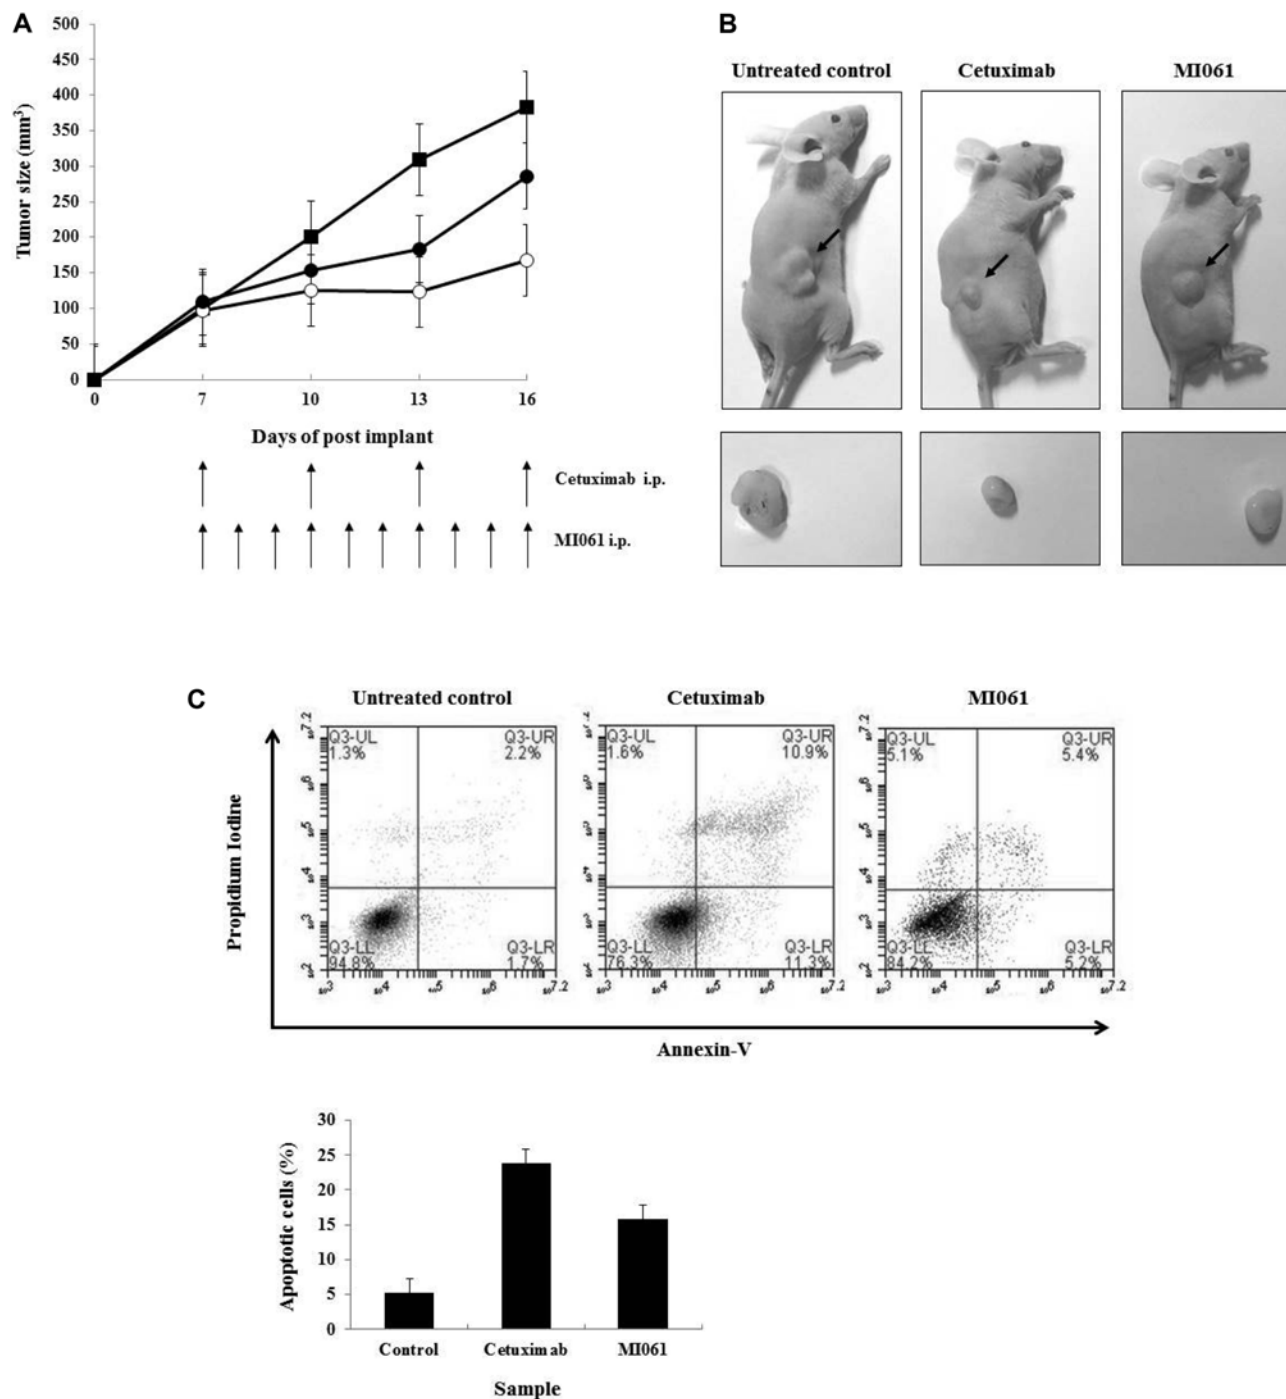 A
500
450
400
350
300
250
200
150
100
50
0
Tumor size (mm³)
0 7 10 13 16
Days of post implant
Cetuximab i.p.
MI061 i.p.
B
Untreated control Cetuximab MI061
C
Untreated control Cetuximab MI061
Q3-UL Q3-UR Q3-UL Q3-UR Q3-UL Q3-UR
1.3% 2.2% 1.6% 10.9% 5.1% 5.4%
Propidium Iodine
Q3-LL Q3-LR Q3-LL Q3-LR Q3-LL Q3-LR
94.8% 1.7% 76.3% 11.3% 84.2% 5.2%
Annexin-V
30
25
20
15
10
5
0
Apoptotic cells (%)
Control Cetuximab MI061
Sample